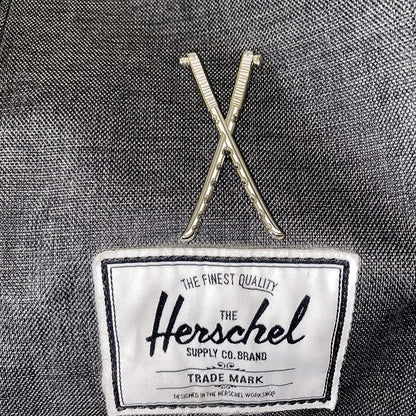 THE FINEST QUALITY
THE
Herschel
SUPPLY CO. BRAND
TRADE MARK
DESIGNED IN THE HERSCHEL WORKSHOP